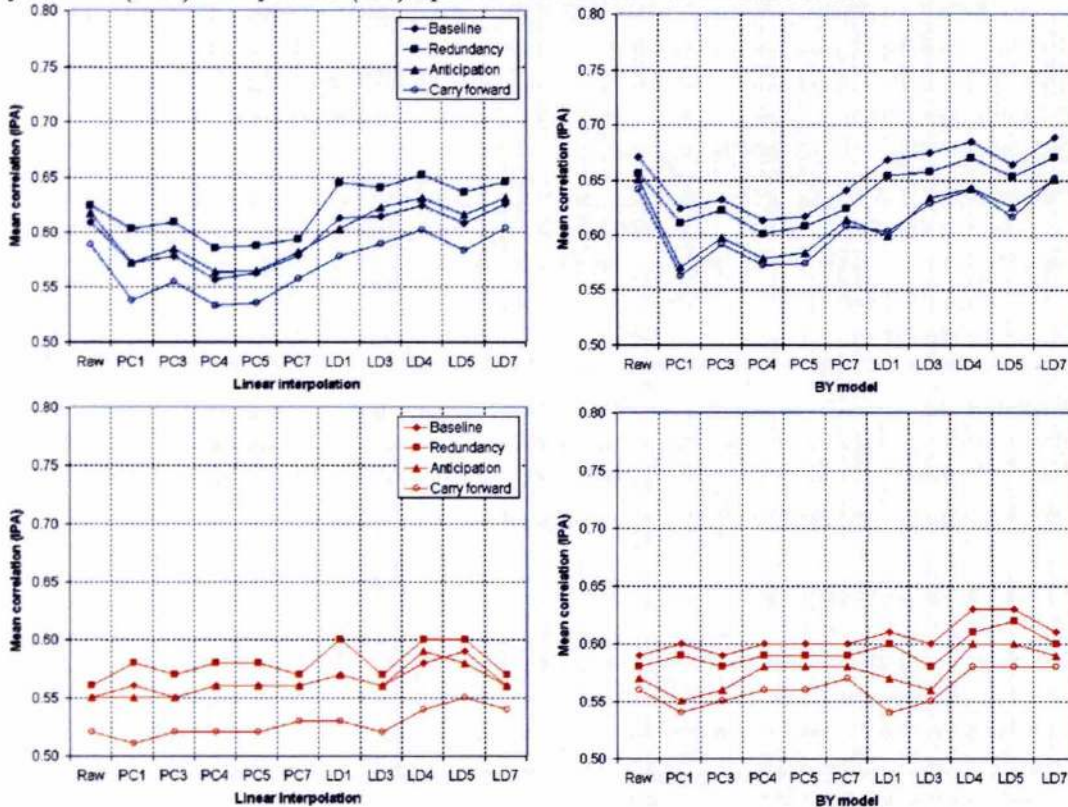 0.80
0.75
0.70
0.65
0.60
0.55
0.50
Mean correlation (IPA)
Baseline
Redundancy
Anticipation
Carry forward
Raw PC1 PC3 PC4 PC5 PC7 LD1 LD3 LD4 LD5 LD7
Linear interpolation
0.80
0.75
0.70
0.65
0.60
0.55
0.50
Mean correlation (IPA)
Raw PC1 PC3 PC4 PC5 PC7 LD1 LD3 LD4 LD5 LD7
BY model
0.80
0.75
0.70
0.65
0.60
0.55
0.50
Mean correlation (IPA)
Baseline
Redundancy
Anticipation
Carry forward
Raw PC1 PC3 PC4 PC5 PC7 LD1 LD3 LD4 LD5 LD7
Linear interpolation
0.80
0.75
0.70
0.65
0.60
0.55
0.50
Mean correlation (IPA)
Raw PC1 PC3 PC4 PC5 PC7 LD1 LD3 LD4 LD5 LD7
BY model